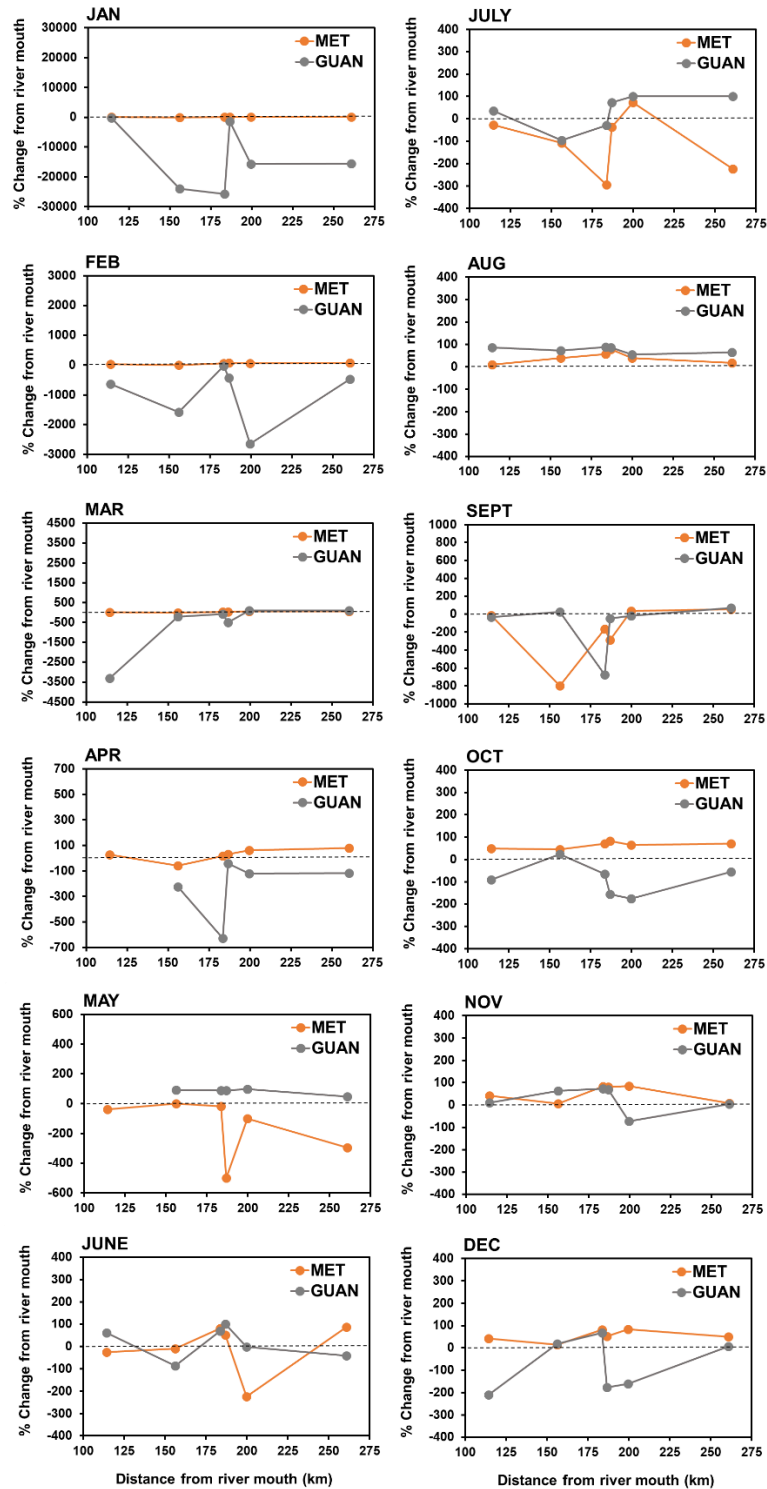 JAN
% Change from river mouth
30000
20000
10000
0
-10000
-20000
-30000
MET
GUAN
100 125 150 175 200 225 250 275
FEB
% Change from river mouth
3000
2000
1000
0
-1000
-2000
-3000
MET
GUAN
100 125 150 175 200 225 250 275
MAR
% Change from river mouth
4500
3500
2500
1500
500
-500
-1500
-2500
-3500
-4500
MET
GUAN
100 125 150 175 200 225 250 275
APR
% Change from river mouth
700
500
300
100
-100
-300
-500
-700
MET
GUAN
100 125 150 175 200 225 250 275
MAY
% Change from river mouth
600
400
200
0
-200
-400
-600
MET
GUAN
100 125 150 175 200 225 250 275
JUNE
% Change from river mouth
400
300
200
100
0
-100
-200
-300
-400
MET
GUAN
100 125 150 175 200 225 250 275
Distance from river mouth (km)
JULY
% Change from river mouth
400
300
200
100
0
-100
-200
-300
-400
MET
GUAN
100 125 150 175 200 225 250 275
AUG
% Change from river mouth
400
300
200
100
0
-100
-200
-300
-400
MET
GUAN
100 125 150 175 200 225 250 275
SEPT
% Change from river mouth
1000
800
600
400
200
0
-200
-400
-600
-800
-1000
MET
GUAN
100 125 150 175 200 225 250 275
OCT
% Change from river mouth
400
300
200
100
0
-100
-200
-300
-400
MET
GUAN
100 125 150 175 200 225 250 275
NOV
% Change from river mouth
400
300
200
100
0
-100
-200
-300
-400
MET
GUAN
100 125 150 175 200 225 250 275
DEC
% Change from river mouth
400
300
200
100
0
-100
-200
-300
-400
MET
GUAN
100 125 150 175 200 225 250 275
Distance from river mouth (km)